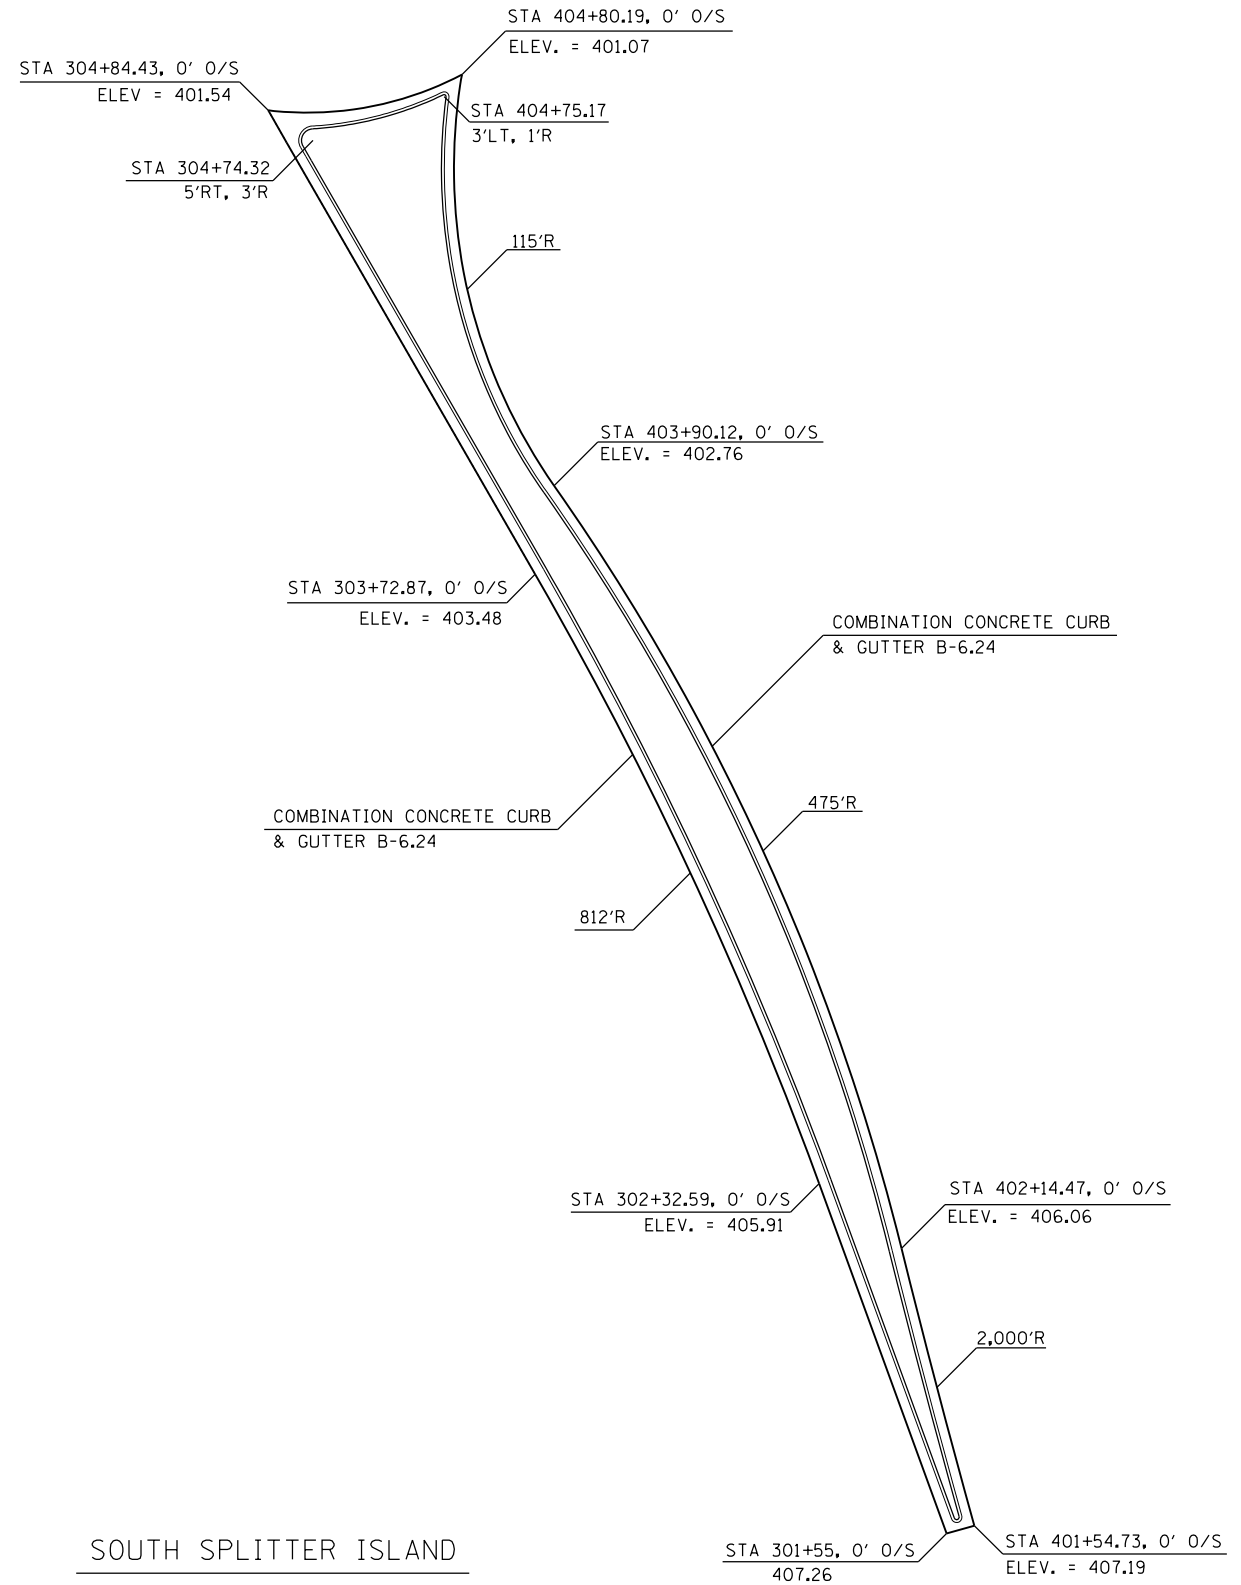 STA 404+80.19, 0' O/S
ELEV. = 401.07
STA 304+84.43, 0' O/S
ELEV = 401.54
STA 404+75.17
3'LT, 1'R
STA 304+74.32
5'RT, 3'R
115'R
STA 403+90.12, 0' O/S
ELEV. = 402.76
STA 303+72.87, 0' O/S
ELEV. = 403.48
COMBINATION CONCRETE CURB
& GUTTER B-6.24
475'R
COMBINATION CONCRETE CURB
& GUTTER B-6.24
812'R
STA 402+14.47, 0' O/S
ELEV. = 406.06
STA 302+32.59, 0' O/S
ELEV. = 405.91
2,000'R
STA 401+54.73, 0' O/S
ELEV. = 407.19
STA 301+55, 0' O/S
407.26
SOUTH SPLITTER ISLAND